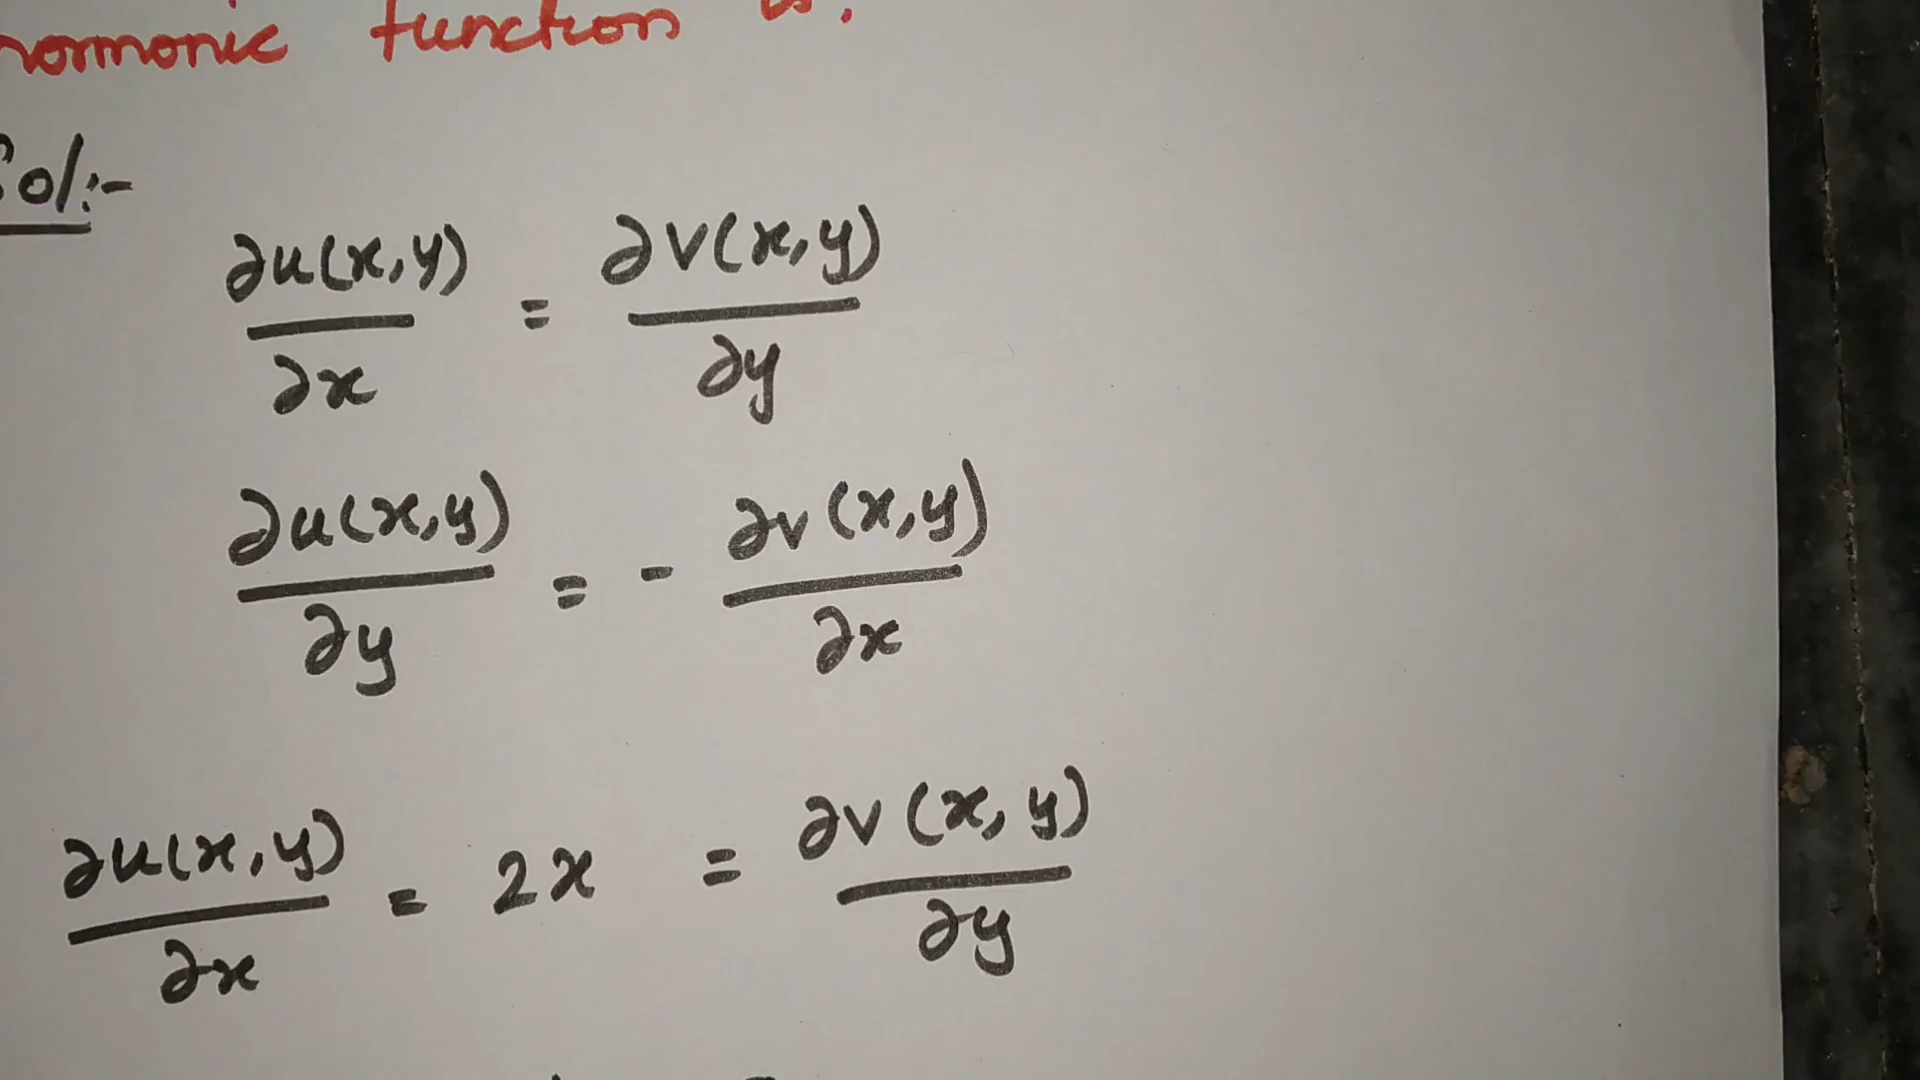 function
Sol:-
∂u(x,y)/∂x = ∂v(x,y)/∂y
∂u(x,y)/∂y = - ∂v(x,y)/∂x
∂u(x,y)/∂x = 2x = ∂v(x,y)/∂y